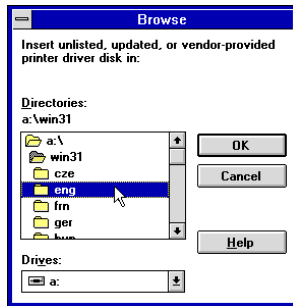 Browse
Insert unlisted, updated, or vendor-provided
printer driver disk in:
Directories:
a:\win31
a:\
win31
cze
eng
frn
ger
OK
Cancel
Help
Drives:
a: